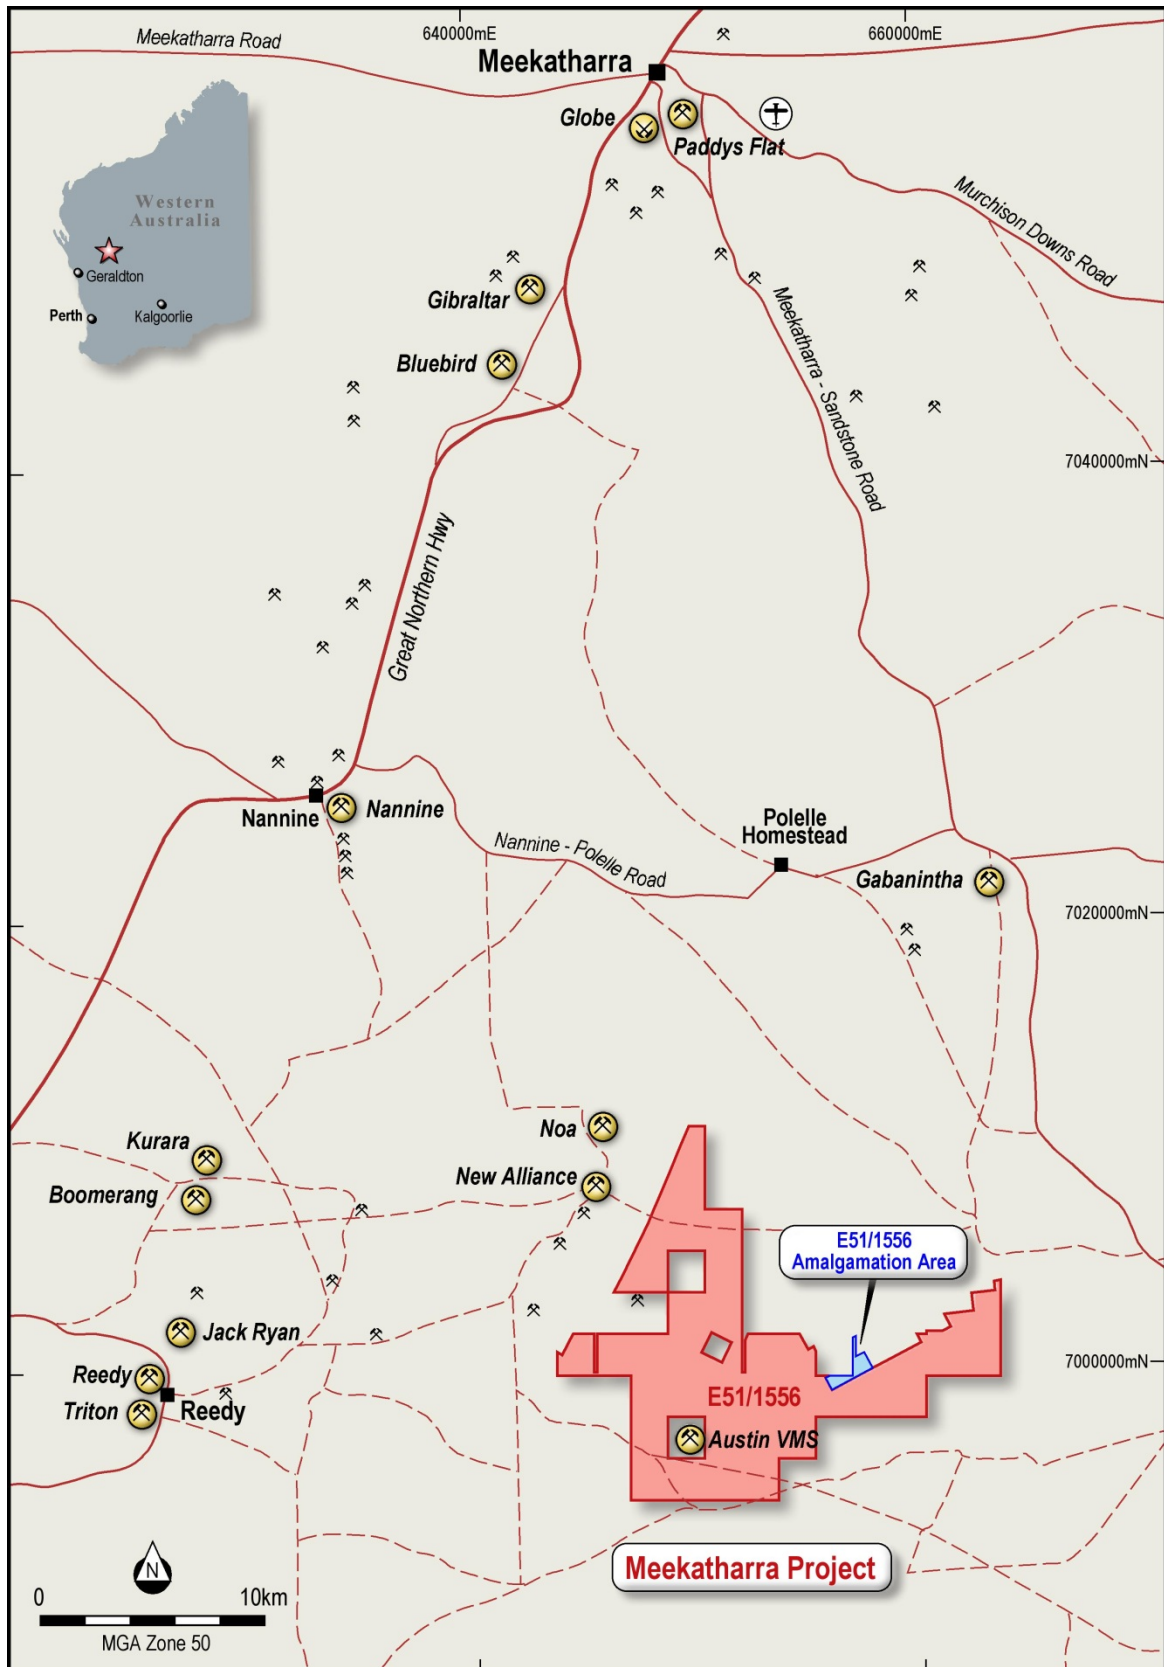 640000mE
660000mE
Meekatharra Road
Meekatharra
Globe
Paddys Flat
Murchison Downs Road
Western
Australia
Geraldton
Perth
Kalgoorlie
Gibraltar
Bluebird
Meekatharra - Sandstone Road
7040000mN
Great Northern Hwy
Nannine
Nannine
Nannine - Polelle Road
Polelle
Homestead
Gabanintha
7020000mN
Kurara
Boomerang
Noa
New Alliance
E51/1556
Amalgamation Area
Jack Ryan
Reedy
Reedy
Triton
7000000mN
E51/1556
Austin VMS
Meekatharra Project
N
0
10km
MGA Zone 50